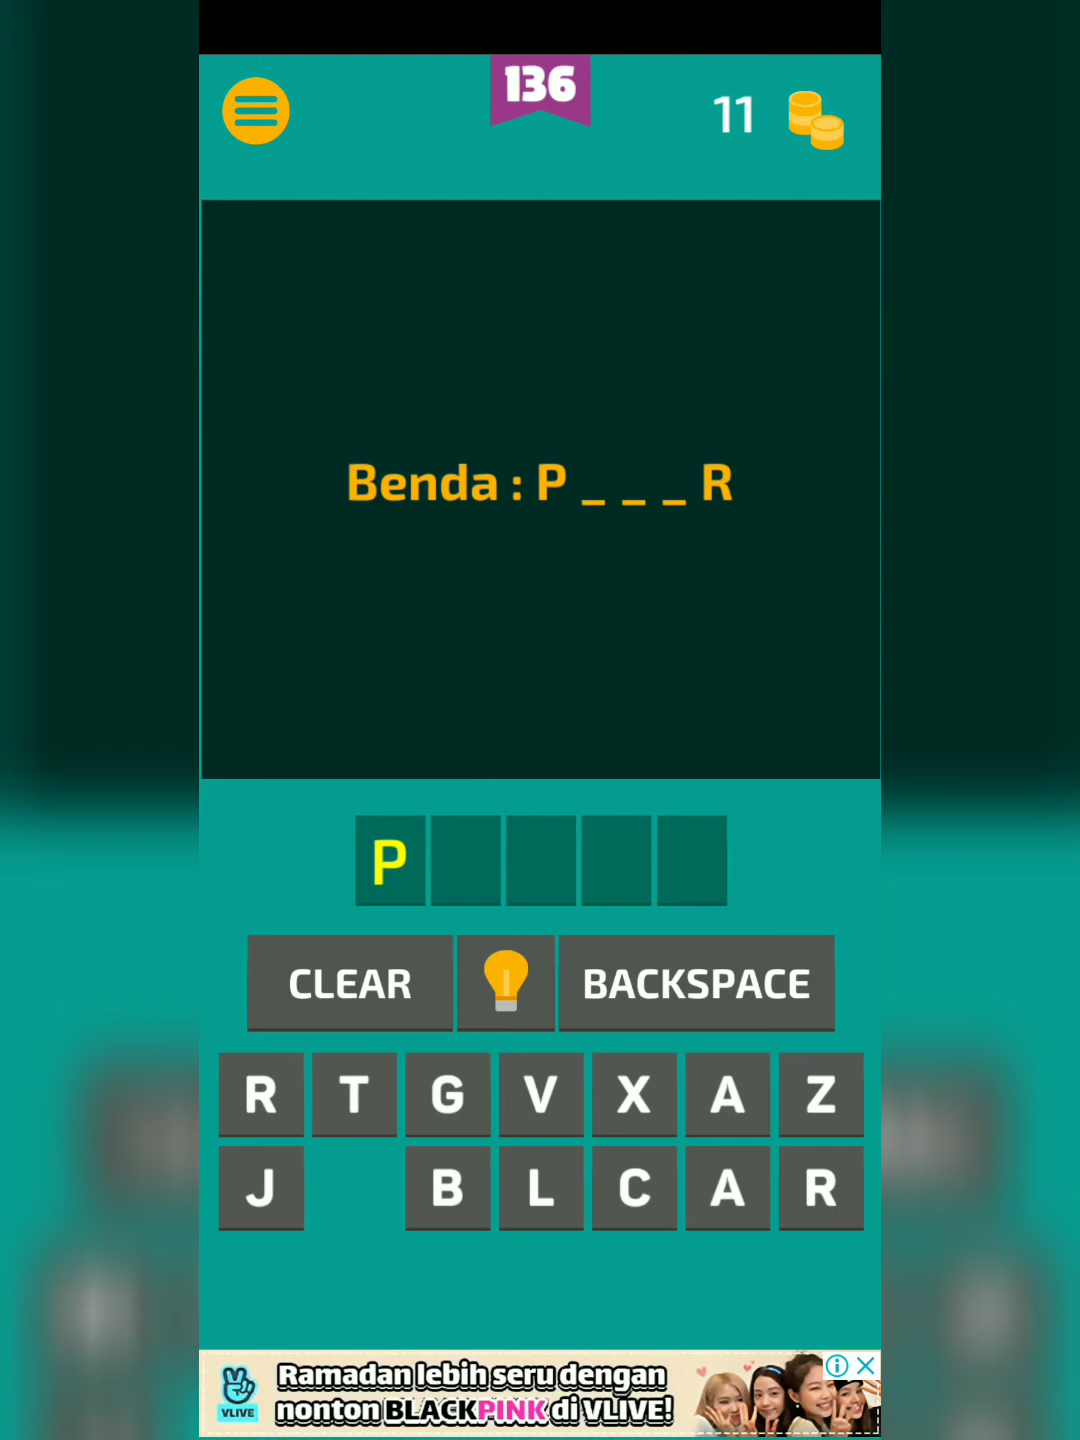 136
11
Benda : P _ _ _ R
P
CLEAR BACKSPACE
R T G V X A Z
J B L C A R
Ramadan lebih seru dengan
nonton BLACKPINK di VLIVE!
VLIVE